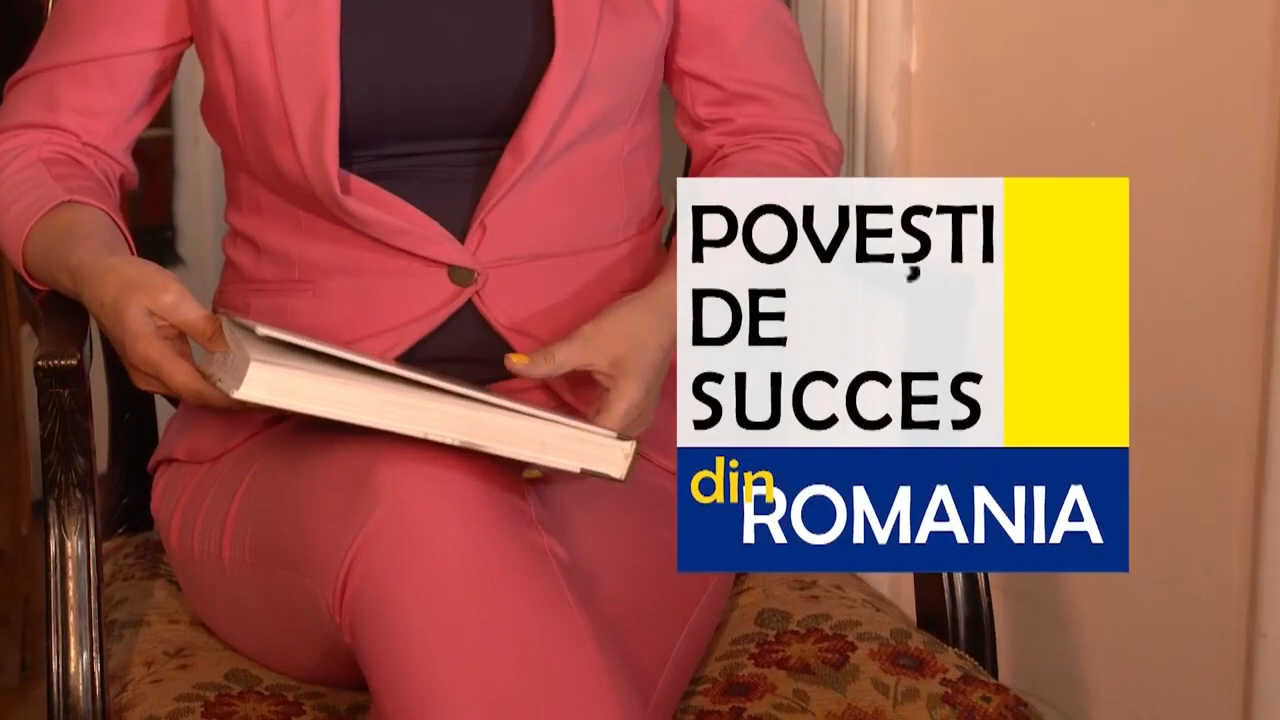 POVEȘTI
DE
SUCCES
din
ROMANIA